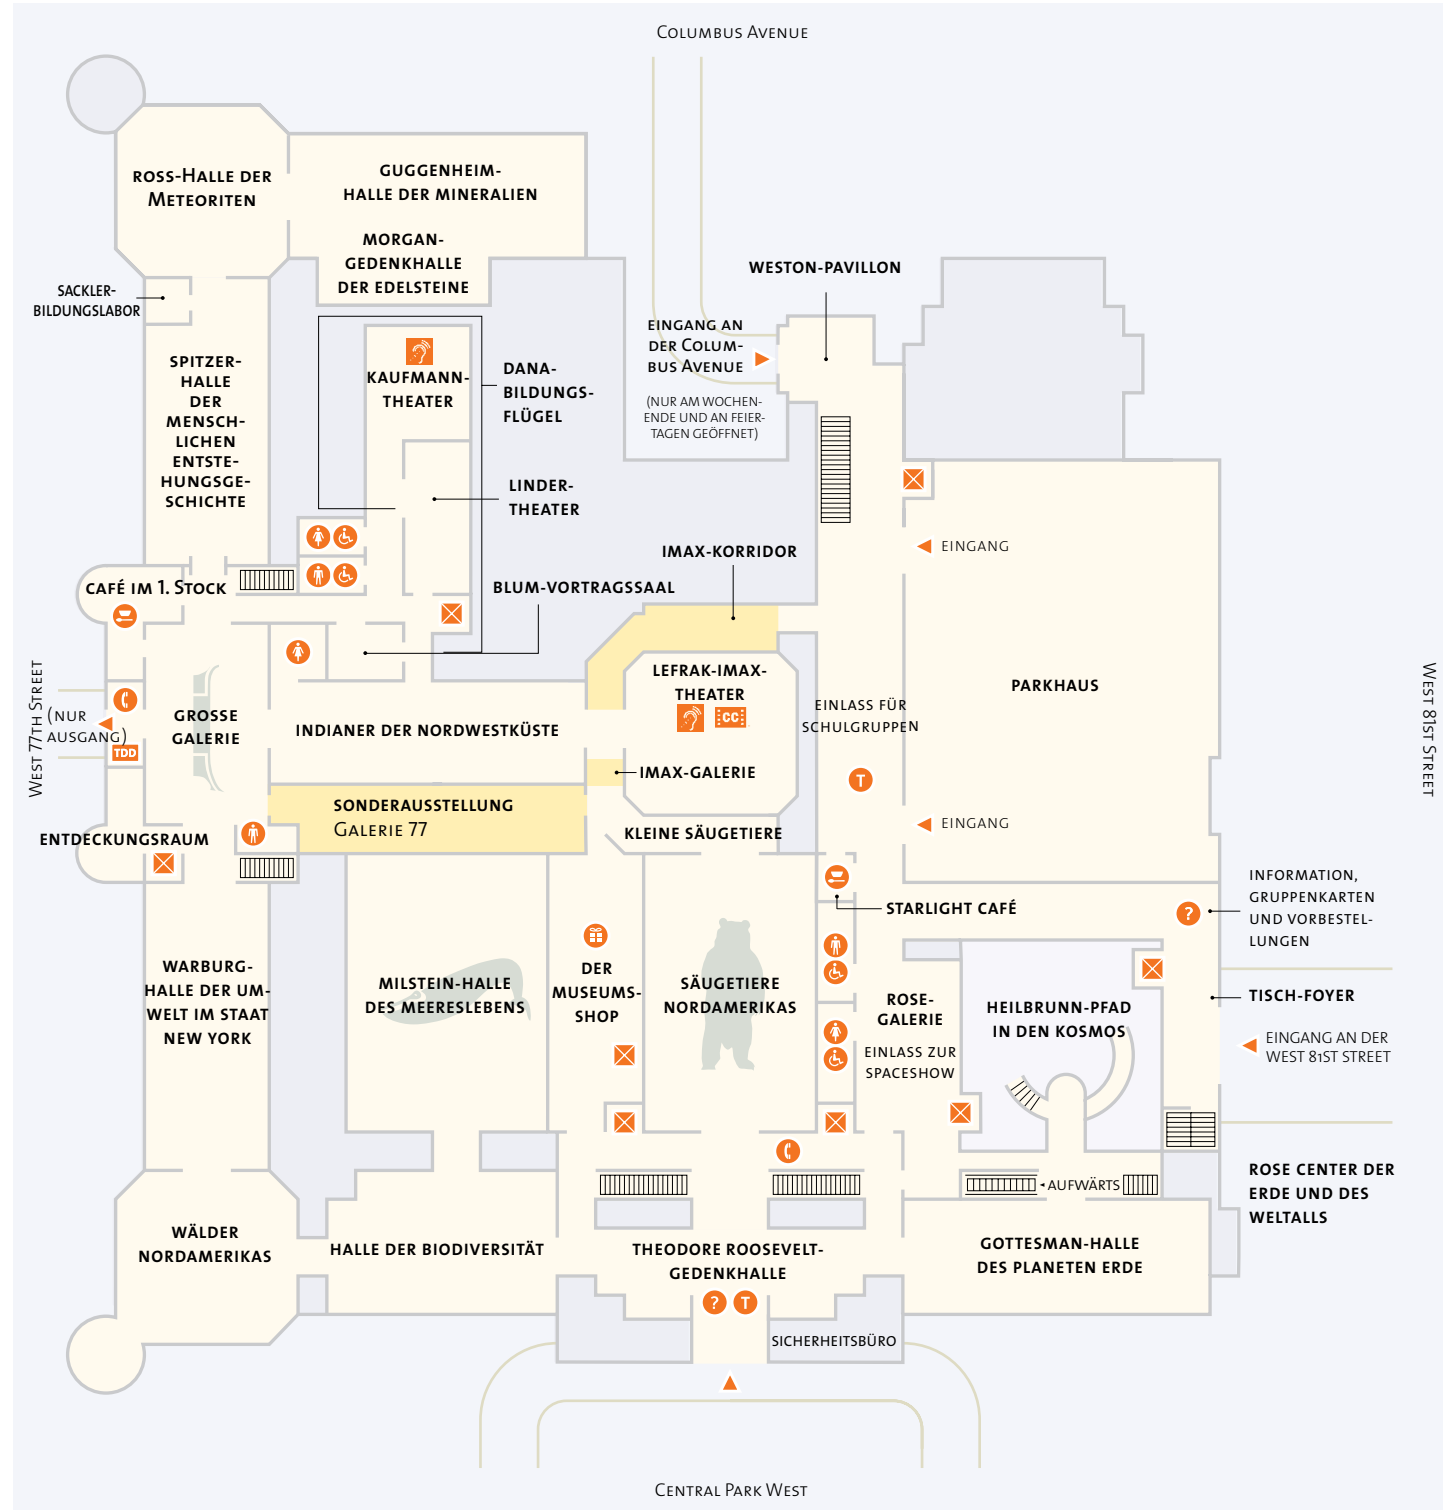 Columbus Avenue
ROSS-HALLE DER
METEORITEN
GUGGENHEIM-
HALLE DER MINERALIEN
MORGAN-
GEDENKHALLE
DER EDELSTEINE
SACKLER-
BILDUNGSLABOR
WESTON-PAVILLON
EINGANG AN
DER COLUM-
BUS AVENUE
(NUR AM WOCHEN-
ENDE UND AN FEIER-
TAGEN GEÖFFNET)
SPITZER-
HALLE
DER
MENSCH-
LICHEN
ENTSTE-
HUNGSGE-
SCHICHTE
KAUFMANN-
THEATER
DANA-
BILDUNGS-
FLÜGEL
LINDER-
THEATER
IMAX-KORRIDOR
EINGANG
CAFÉ IM 1. STOCK
BLUM-VORTRAGSSAAL
LEFRAK-IMAX-
THEATER
CC
PARKHAUS
WEST 77TH STREET
(NUR
AUSGANG)
TDD
GROSSE
GALERIE
INDIANER DER NORDWESTKÜSTE
EINLASS FÜR
SCHULGRUPPEN
WEST 81ST STREET
IMAX-GALERIE
T
SONDERAUSSTELLUNG
GALERIE 77
KLEINE SÄUGETIERE
EINGANG
ENTDECKUNGSRAUM
STARLIGHT CAFÉ
?
INFORMATION,
GRUPPENKARTEN
UND VORBESTEL-
LUNGEN
WARBURG-
HALLE DER UM-
WELT IM STAAT
NEW YORK
MILSTEIN-HALLE
DES MEERESLEBENS
DER
MUSEUMS-
SHOP
SÄUGETIERE
NORDAMERIKAS
ROSE-
GALERIE
EINLASS ZUR
SPACESHOW
HEILBRUNN-PFAD
IN DEN KOSMOS
TISCH-FOYER
EINGANG AN DER
WEST 81ST STREET
AUFWÄRTS
ROSE CENTER DER
ERDE UND DES
WELTALLS
WÄLDER
NORDAMERIKAS
HALLE DER BIODIVERSITÄT
THEODORE ROOSEVELT-
GEDENKHALLE
? T
GOTTESMAN-HALLE
DES PLANETEN ERDE
SICHERHEITSBÜRO
CENTRAL PARK WEST